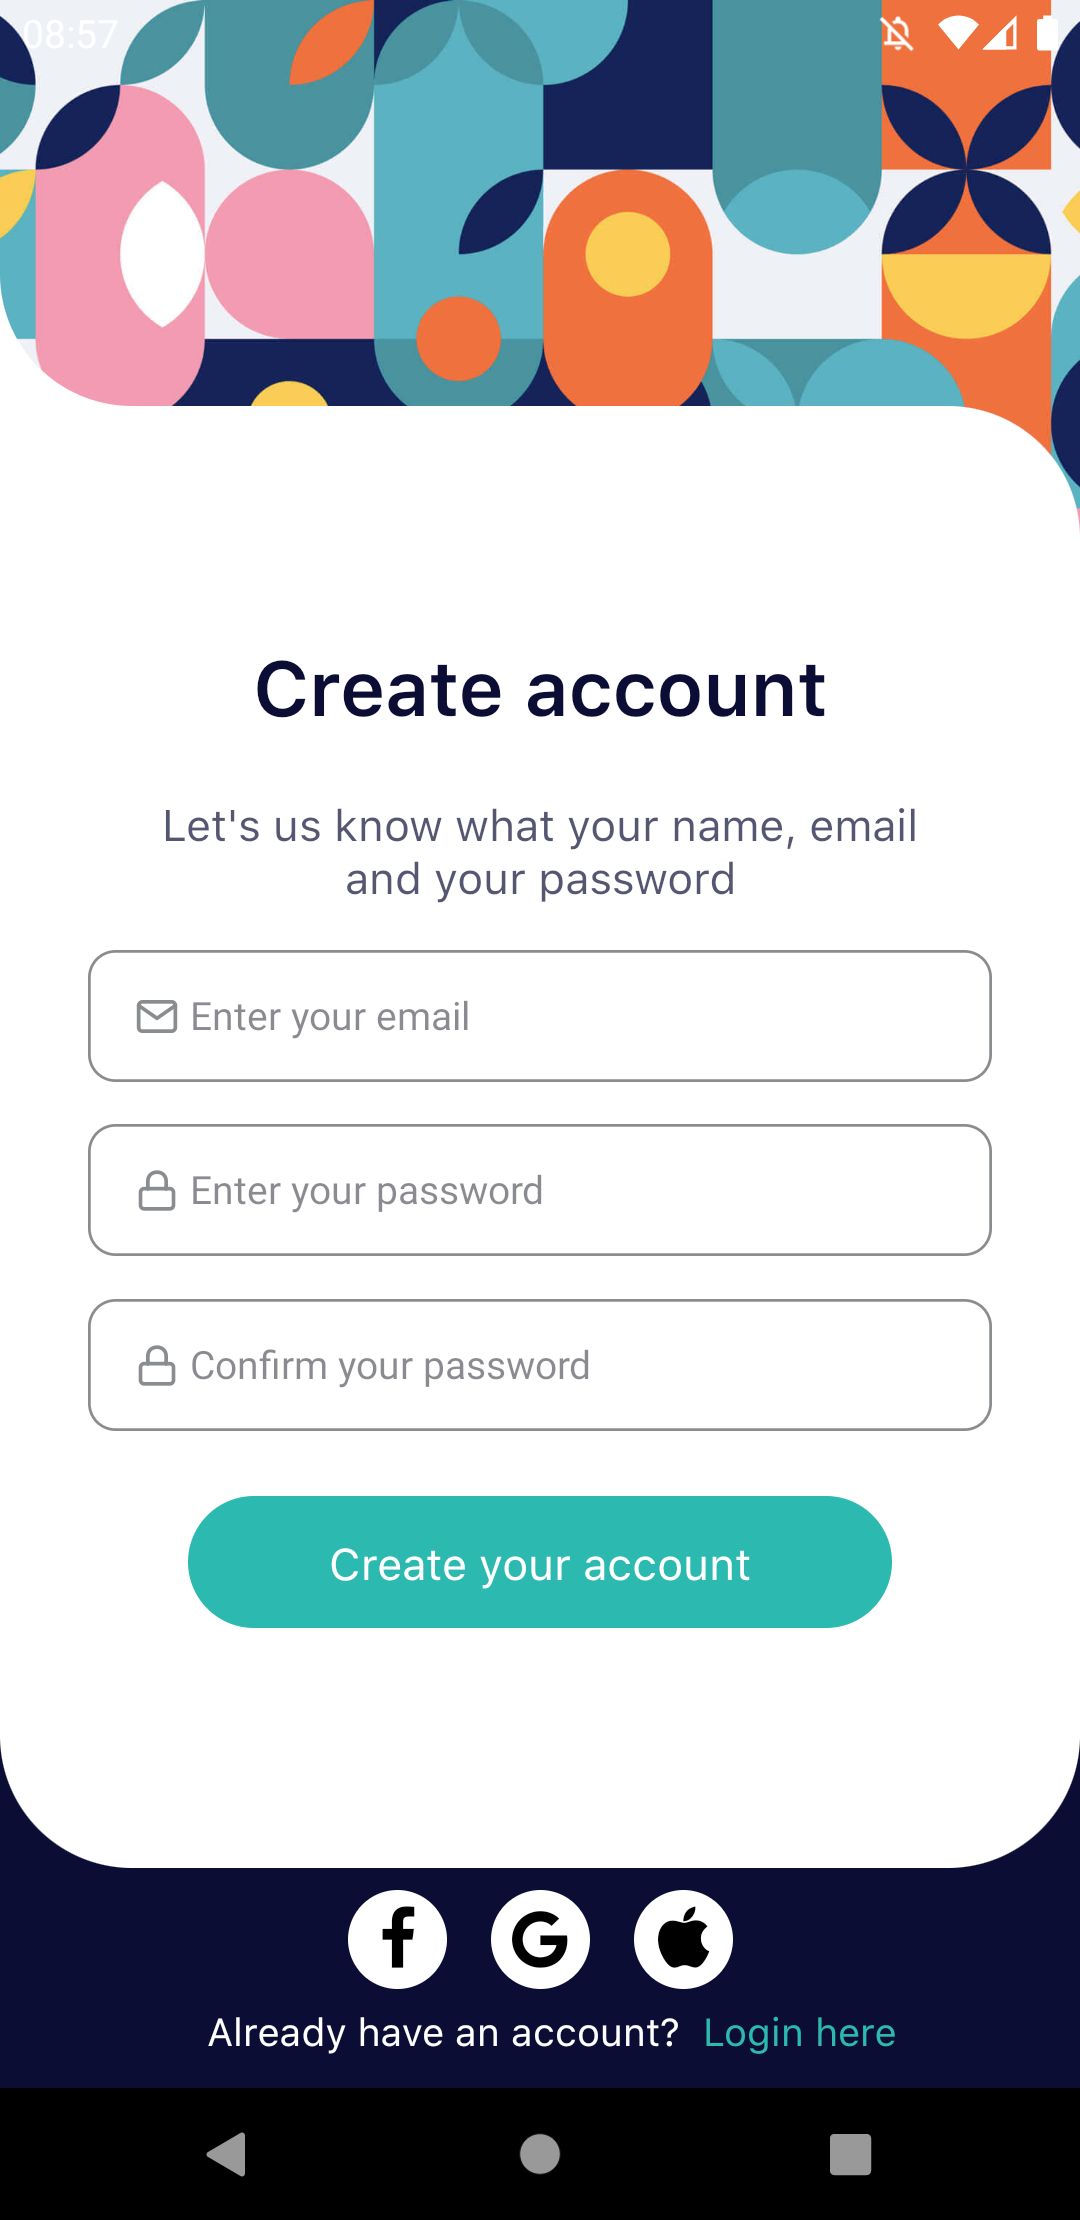 08:57
Create account
Let's us know what your name, email
and your password
Enter your email
Enter your password
Confirm your password
Create your account
Already have an account? Login here